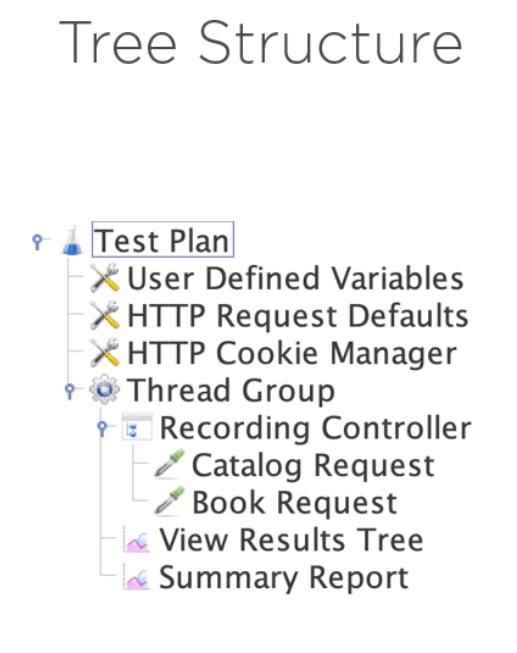 Tree Structure
Test Plan
User Defined Variables
HTTP Request Defaults
HTTP Cookie Manager
Thread Group
Recording Controller
Catalog Request
Book Request
View Results Tree
Summary Report